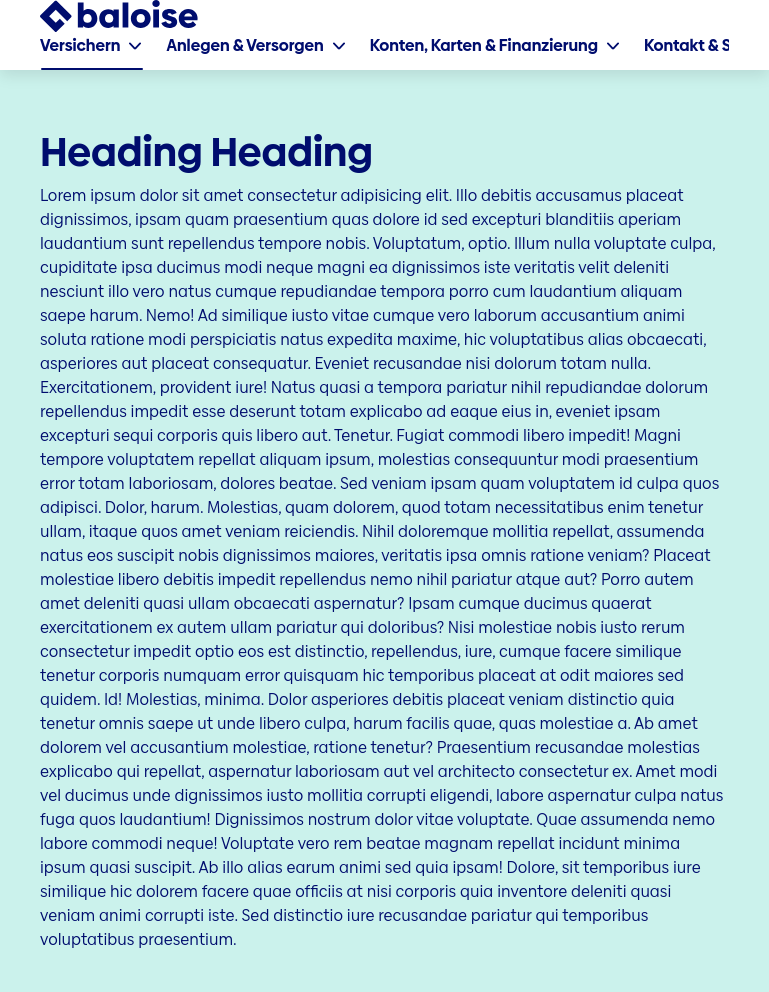 baloise
Versichern
Anlegen & Versorgen
Konten, Karten & Finanzierung
Kontakt & S
Heading Heading
Lorem ipsum dolor sit amet consectetur adipisicing elit. Illo debitis accusamus placeat
dignissimos, ipsam quam praesentium quas dolore id sed excepturi blanditiis aperiam
laudantium sunt repellendus tempore nobis. Voluptatum, optio. Illum nulla voluptate culpa,
cupiditate ipsa ducimus modi neque magni ea dignissimos iste veritatis velit deleniti
nesciunt illo vero natus cumque repudiandae tempora porro cum laudantium aliquam
saepe harum. Nemo! Ad similique iusto vitae cumque vero laborum accusantium animi
soluta ratione modi perspiciatis natus expedita maxime, hic voluptatibus alias obcaecati,
asperiores aut placeat consequatur. Eveniet recusandae nisi dolorum totam nulla.
Exercitationem, provident iure! Natus quasi a tempora pariatur nihil repudiandae dolorum
repellendus impedit esse deserunt totam explicabo ad eaque eius in, eveniet ipsam
excepturi sequi corporis quis libero aut. Tenetur. Fugiat commodi libero impedit! Magni
tempore voluptatem repellat aliquam ipsum, molestias consequuntur modi praesentium
error totam laboriosam, dolores beatae. Sed veniam ipsam quam voluptatem id culpa quos
adipisci. Dolor, harum. Molestias, quam dolorem, quod totam necessitatibus enim tenetur
ullam, itaque quos amet veniam reiciendis. Nihil doloremque mollitia repellat, assumenda
natus eos suscipit nobis dignissimos maiores, veritatis ipsa omnis ratione veniam? Placeat
molestiae libero debitis impedit repellendus nemo nihil pariatur atque aut? Porro autem
amet deleniti quasi ullam obcaecati aspernatur? Ipsam cumque ducimus quaerat
exercitationem ex autem ullam pariatur qui doloribus? Nisi molestiae nobis iusto rerum
consectetur impedit optio eos est distinctio, repellendus, iure, cumque facere similique
tenetur corporis numquam error quisquam hic temporibus placeat at odit maiores sed
quidem. Id! Molestias, minima. Dolor asperiores debitis placeat veniam distinctio quia
tenetur omnis saepe ut unde libero culpa, harum facilis quae, quas molestiae a. Ab amet
dolorem vel accusantium molestiae, ratione tenetur? Praesentium recusandae molestias
explicabo qui repellat, aspernatur laboriosam aut vel architecto consectetur ex. Amet modi
vel ducimus unde dignissimos iusto mollitia corrupti eligendi, labore aspernatur culpa natus
fuga quos laudantium! Dignissimos nostrum dolor vitae voluptate. Quae assumenda nemo
labore commodi neque! Voluptate vero rem beatae magnam repellat incidunt minima
ipsum quasi suscipit. Ab illo alias earum animi sed quia ipsam! Dolore, sit temporibus iure
similique hic dolorem facere quae officiis at nisi corporis quia inventore deleniti quasi
veniam animi corrupti iste. Sed distinctio iure recusandae pariatur qui temporibus
voluptatibus praesentium.